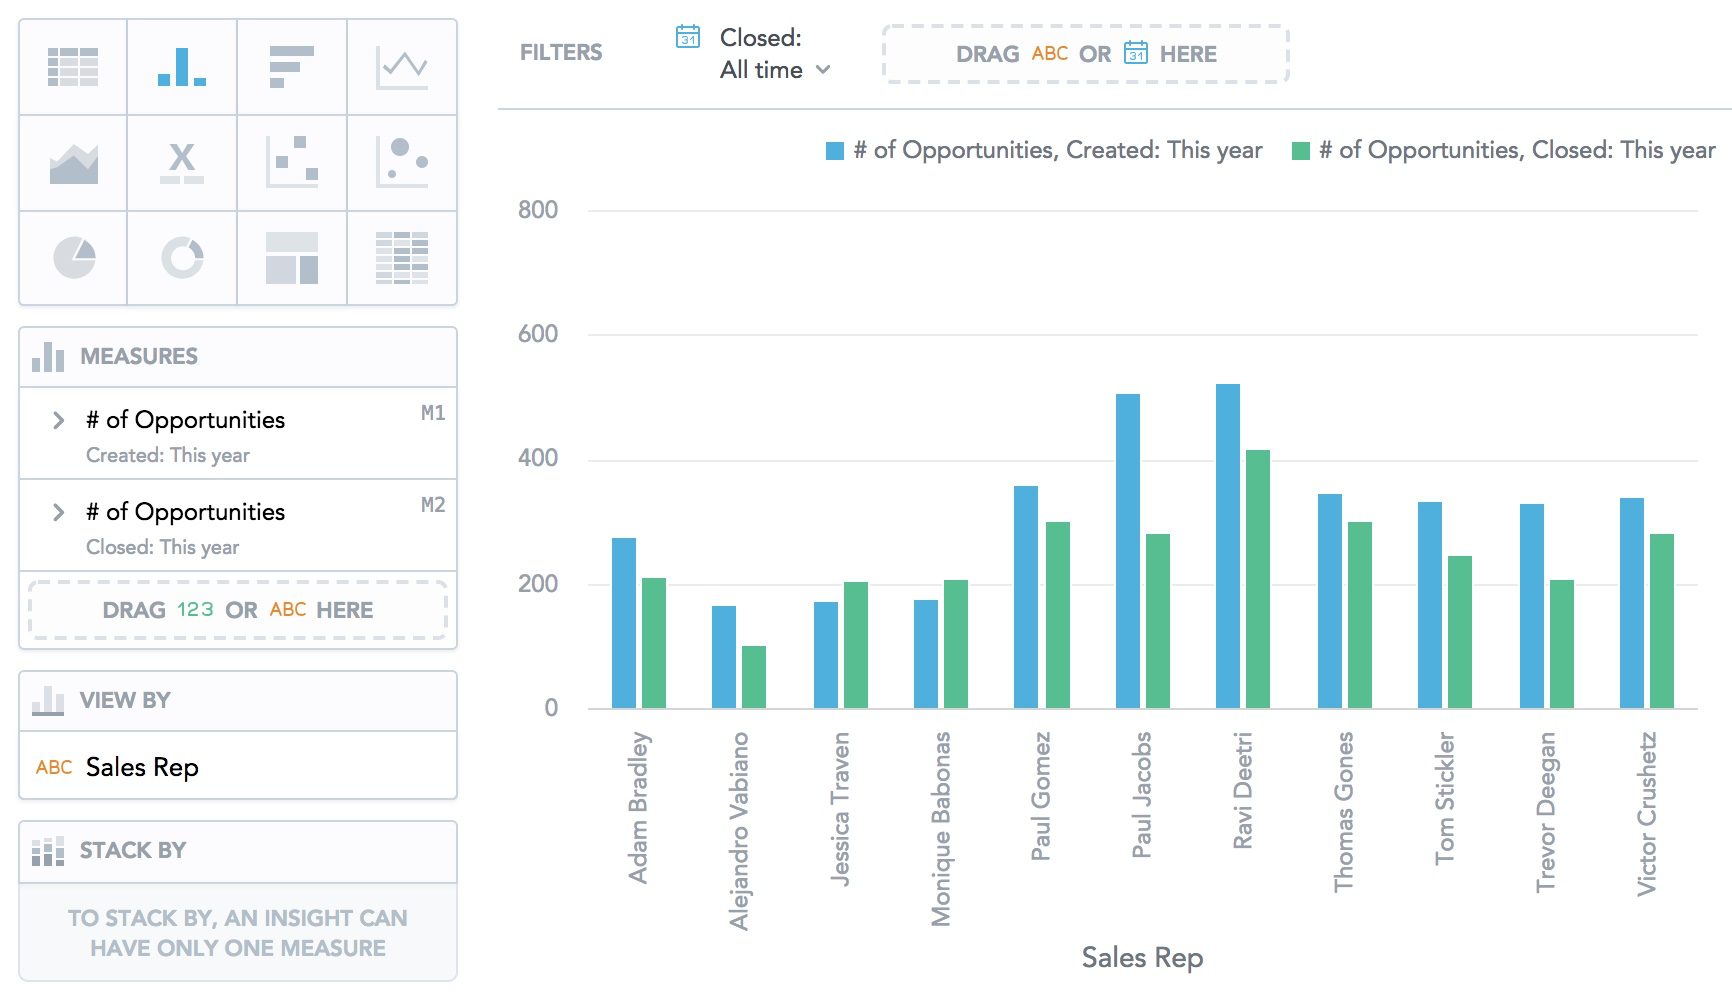 FILTERS
31
Closed:
All time
DRAG ABC OR 31 HERE
X
MEASURES
# of Opportunities
M1
Created: This year
# of Opportunities
M2
Closed: This year
DRAG 123 OR ABC HERE
VIEW BY
ABC Sales Rep
STACK BY
TO STACK BY, AN INSIGHT CAN
HAVE ONLY ONE MEASURE
# of Opportunities, Created: This year
# of Opportunities, Closed: This year
800
600
400
200
0
Adam Bradley
Alejandro Vabiano
Jessica Traven
Monique Babonas
Paul Gomez
Paul Jacobs
Ravi Deetri
Thomas Gones
Tom Stickler
Trevor Deegan
Victor Crushetz
Sales Rep